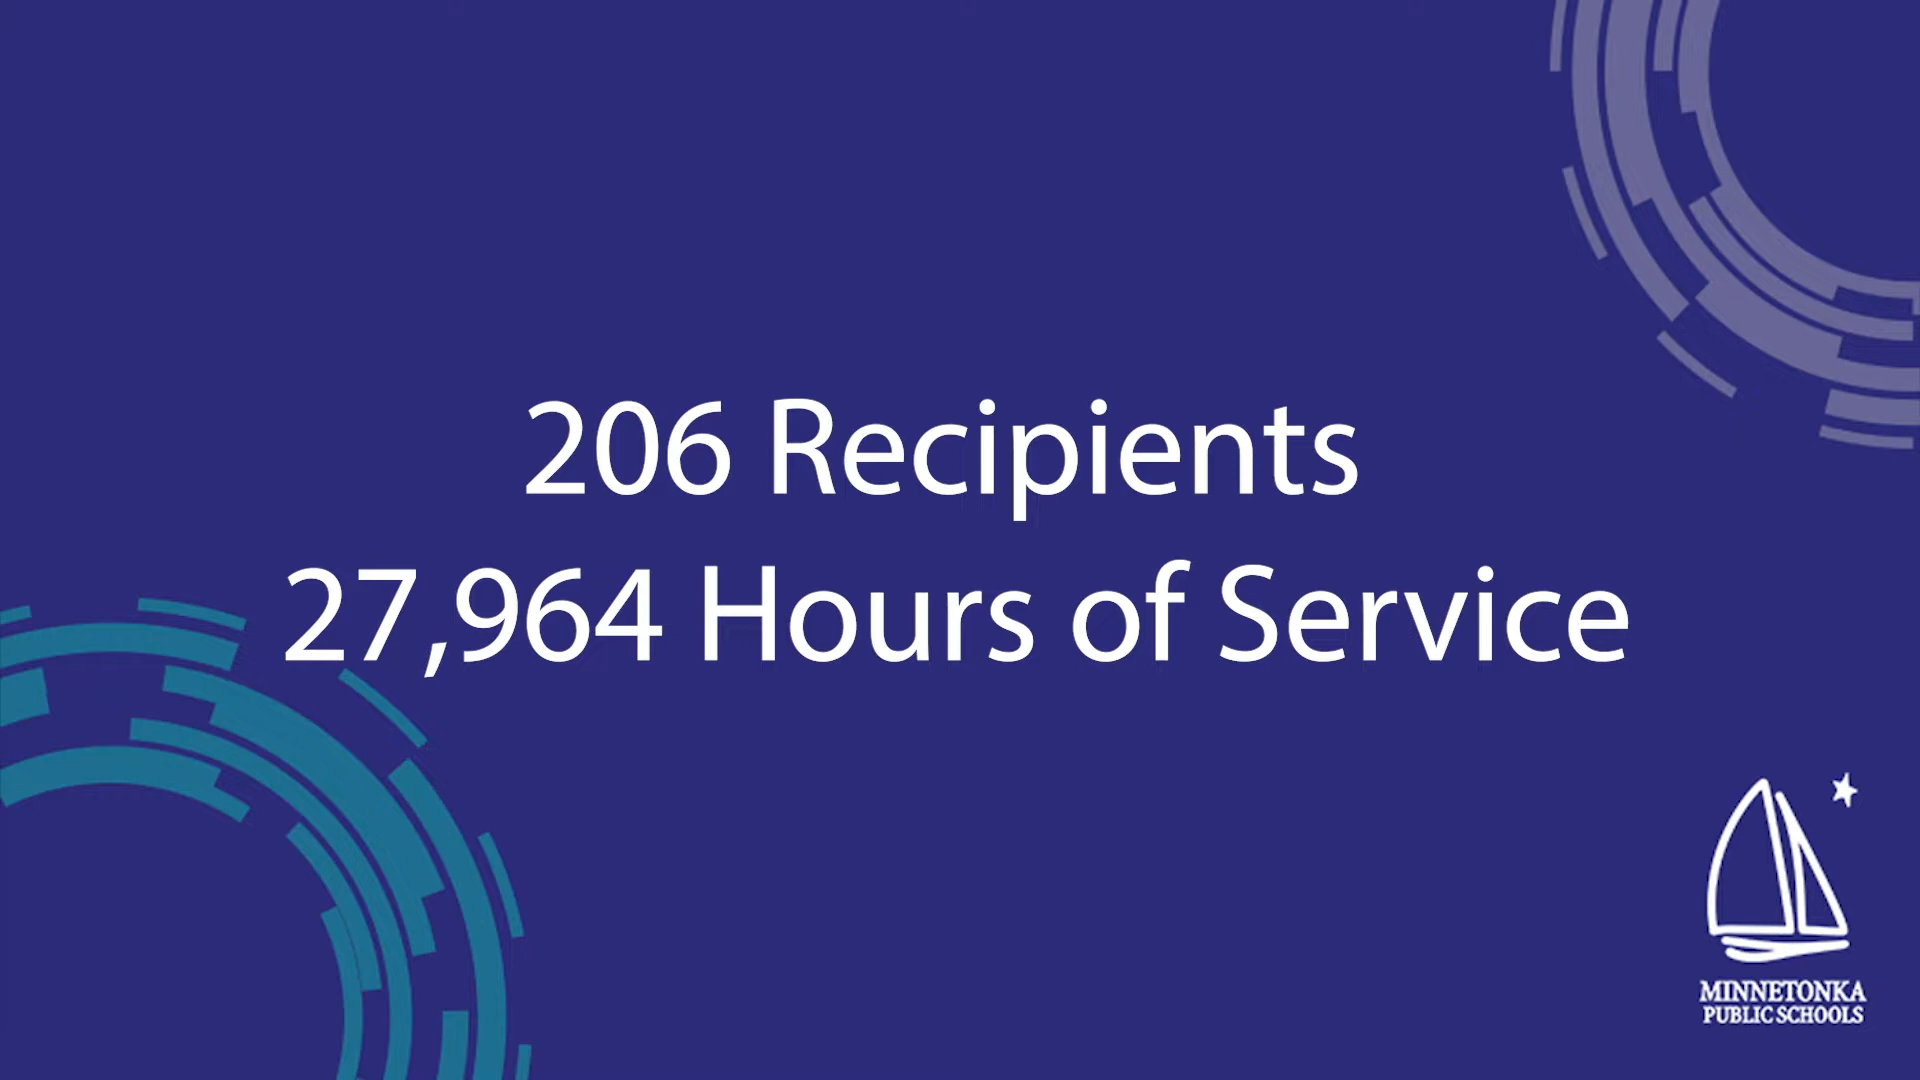 206 Recipients
27,964 Hours of Service
MINNETONKA
PUBLIC SCHOOLS